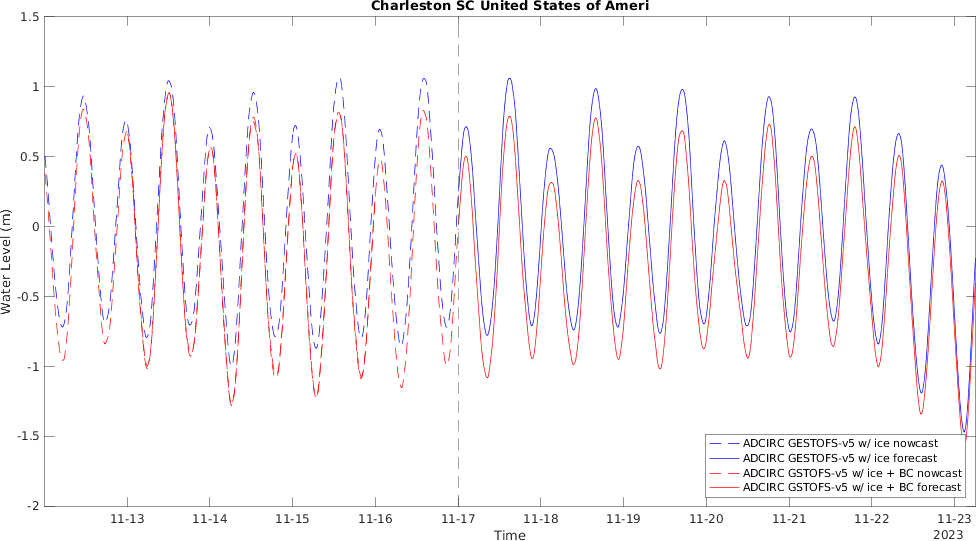 Charleston SC United States of Ameri
1.5
1
0.5
0
-0.5
-1
-1.5
-2
Water Level (m)
ADCIRC GESTOFS-v5 w/ ice nowcast
ADCIRC GESTOFS-v5 w/ ice forecast
ADCIRC GSTOFS-v5 w/ ice + BC nowcast
ADCIRC GSTOFS-v5 w/ ice + BC forecast
11-13 11-14 11-15 11-16 11-17 11-18 11-19 11-20 11-21 11-22 11-23
Time
2023